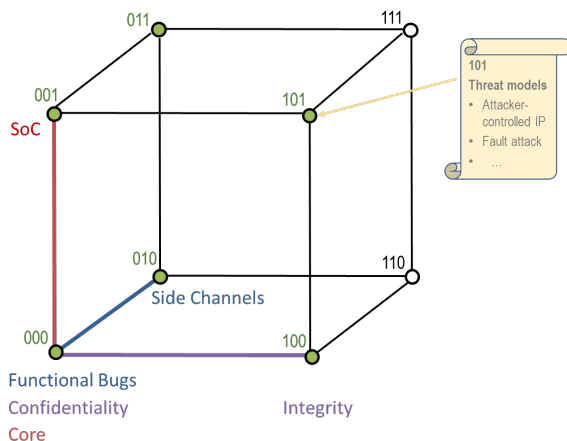 011
111
001
101
SoC
101
Threat models
• Attacker-
controlled IP
• Fault attack
• ...
010
110
Side Channels
000
100
Functional Bugs
Confidentiality
Integrity
Core